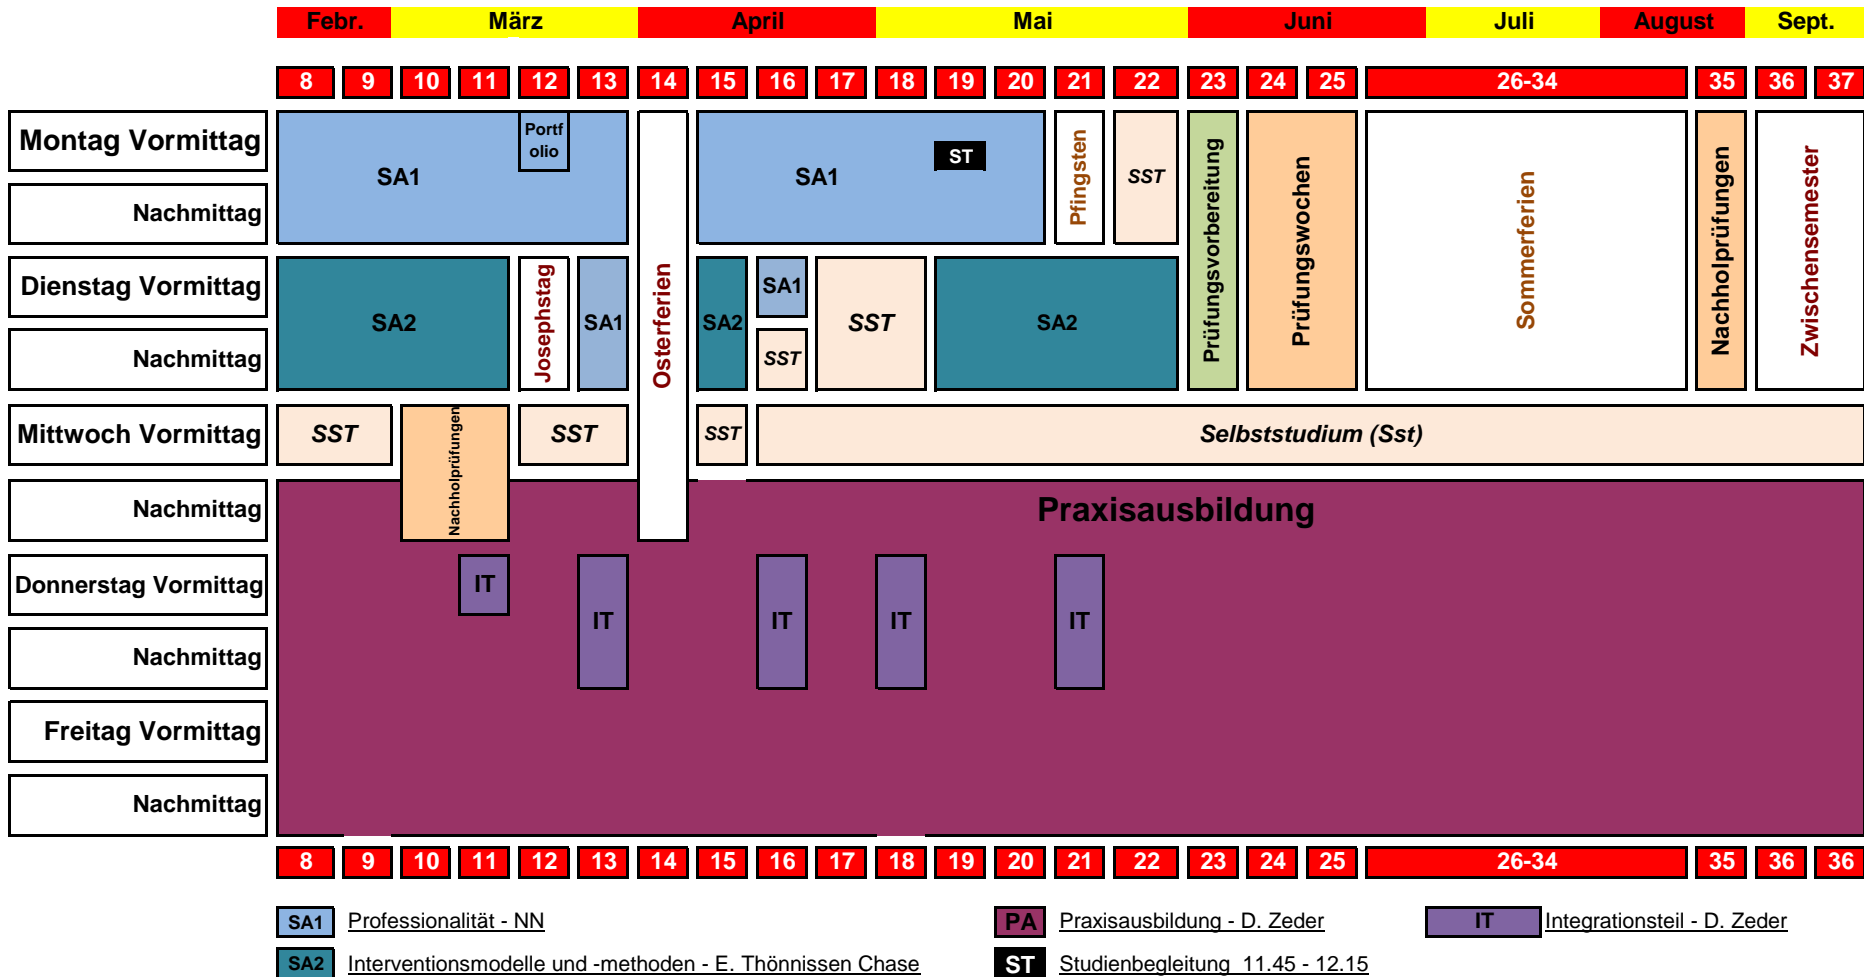 Febr. März April Mai Juni Juli August Sept.
8 9 10 11 12 13 14 15 16 17 18 19 20 21 22 23 24 25 26-34 35 36 37
Montag Vormittag
Nachmittag
Dienstag Vormittag
Nachmittag
Mittwoch Vormittag
Nachmittag
Donnerstag Vormittag
Nachmittag
Freitag Vormittag
Nachmittag
SA1
Portf
olio
SA1
ST
Pfingsten
SST
Prüfungsvorbereitung
Prüfungswochen
Sommerferien
Nachholprüfungen
Zwischensemester
SA2
Josephstag
SA1
Osterferien
SA2
SA1
SST
SST
SA2
SST
Nachholprüfungen
SST
SST
Selbststudium (Sst)
Praxisausbildung
IT
IT
IT
IT
IT
8 9 10 11 12 13 14 15 16 17 18 19 20 21 22 23 24 25 26-34 35 36 36
SA1 Professionalität - NN
PA Praxisausbildung - D. Zeder
IT Integrationsteil - D. Zeder
SA2 Interventionsmodelle und -methoden - E. Thönnissen Chase
ST Studienbegleitung 11.45 - 12.15